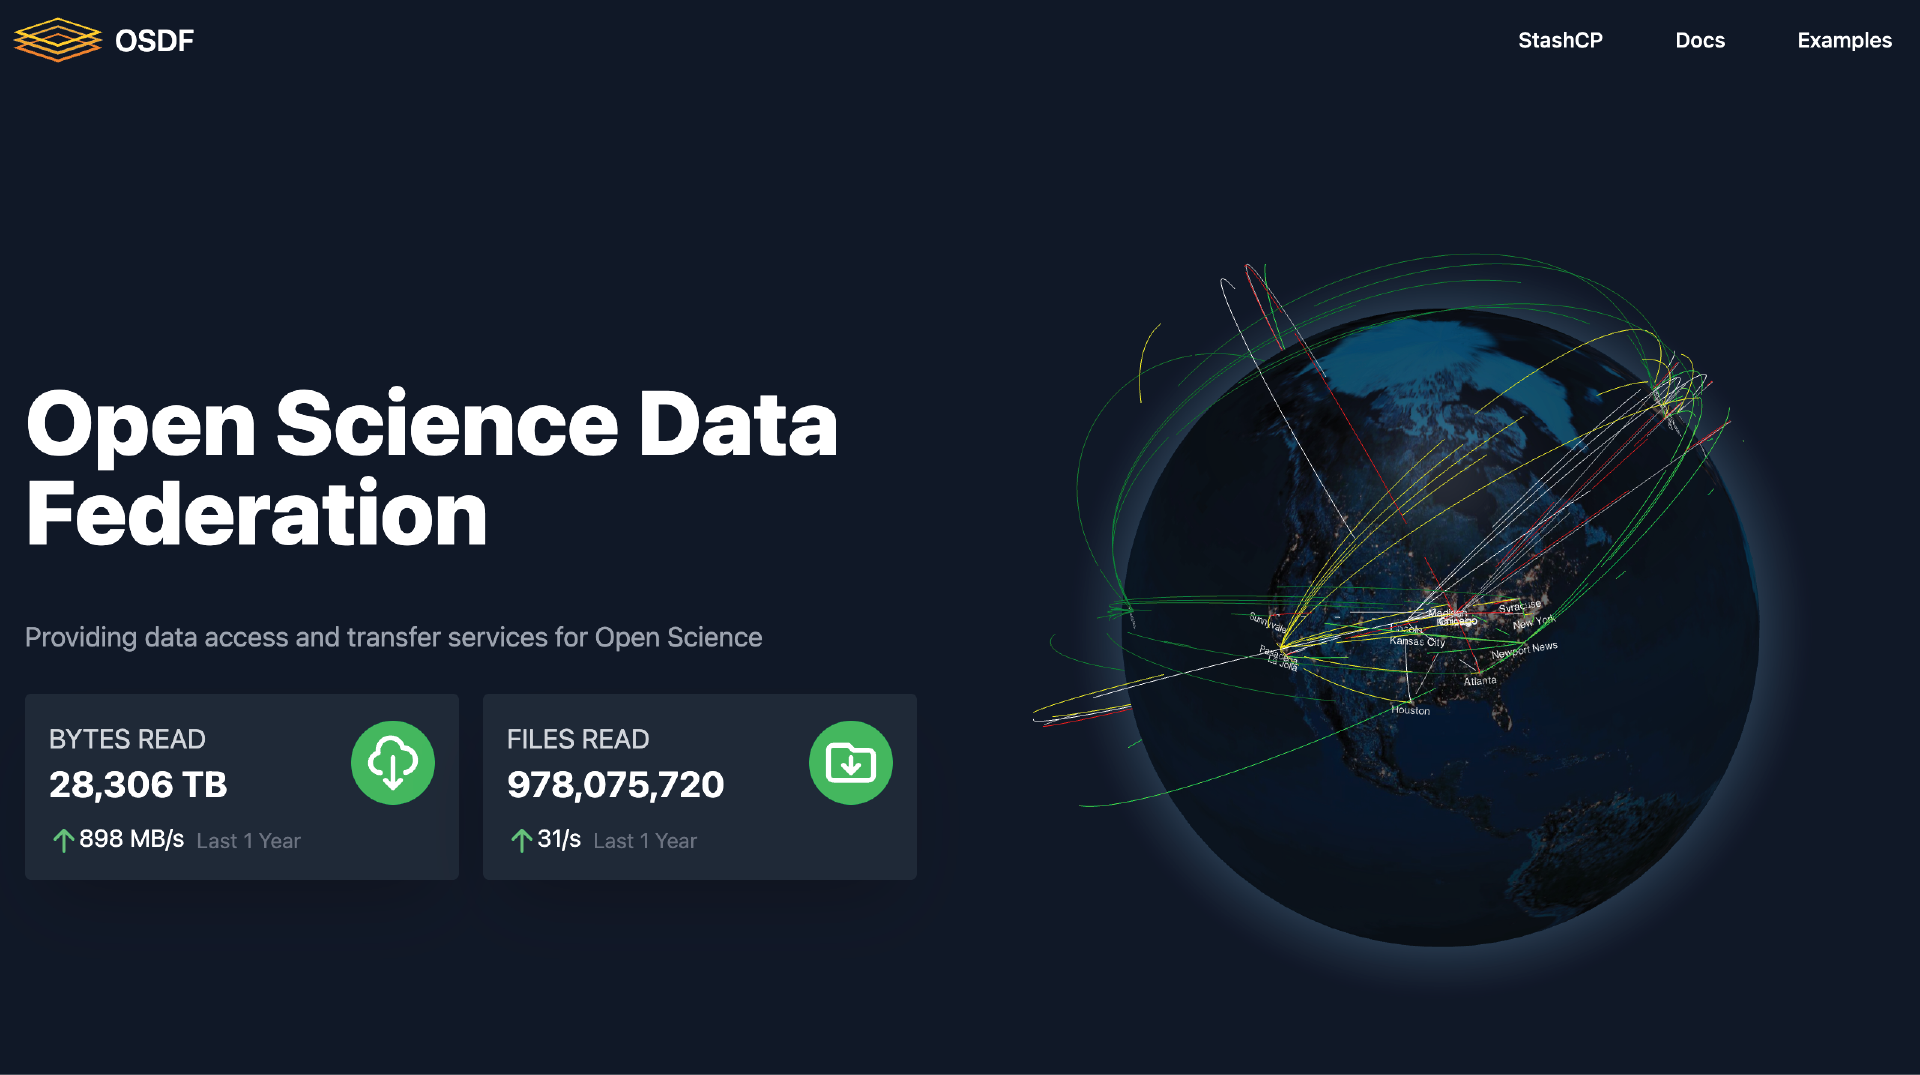 OSDF
StashCP
Docs
Examples
Open Science Data
Federation
Providing data access and transfer services for Open Science
BYTES READ
28,306 TB
898 MB/s Last 1 Year
FILES READ
978,075,720
31/s Last 1 Year
Sunnyvale
Pasadena
La Jolla
Madison
Chicago
Lincoln
Kansas City
Syracuse
New York
Newport News
Atlanta
Houston